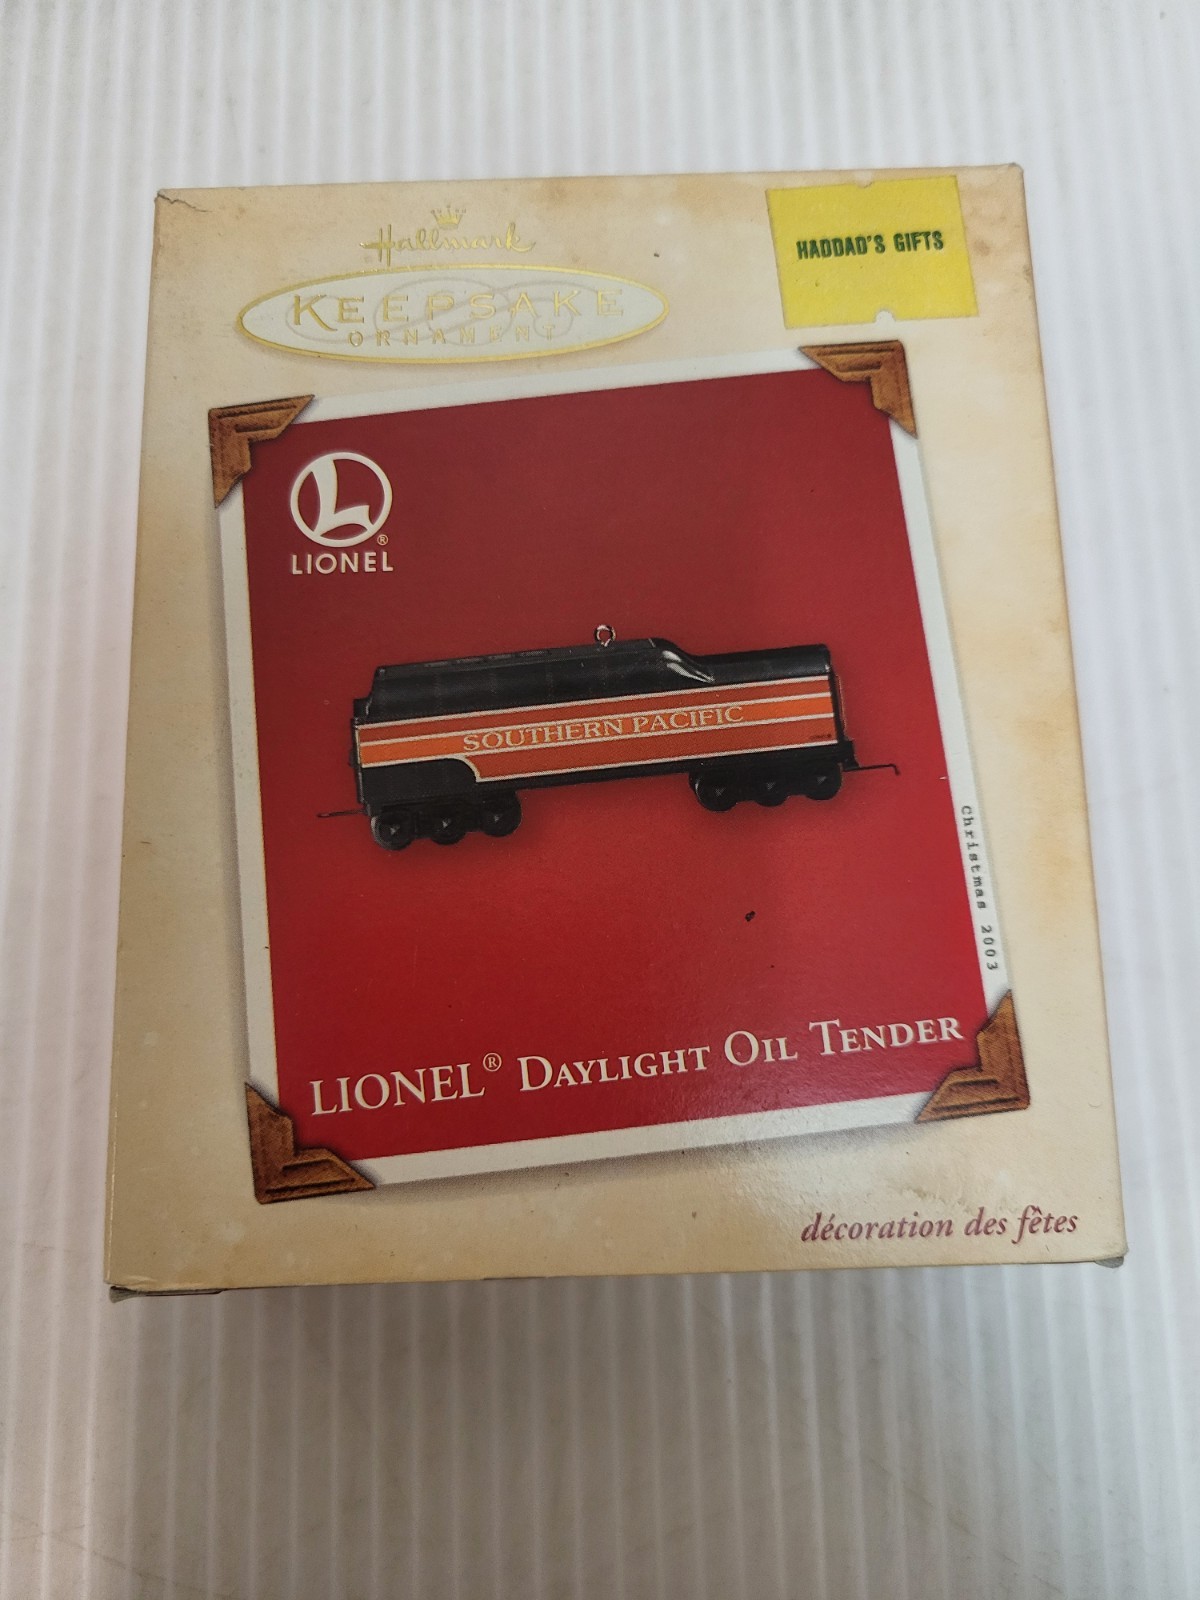 Hallmark
KEEPSAKE
ORNAMENT
HADDAD'S GIFTS
L
®
LIONEL
SOUTHERN PACIFIC
Christmas 2003
LIONEL® DAYLIGHT OIL TENDER
décoration des fêtes